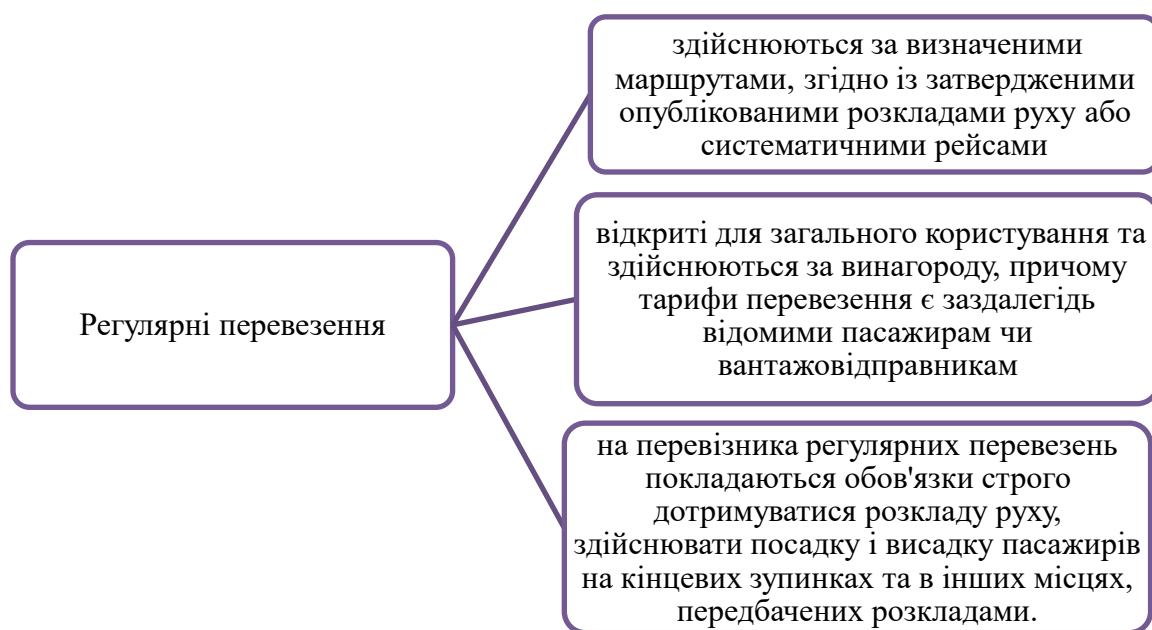 Регулярні перевезення
здійснюються за визначеними
маршрутами, згідно із затвердженими
опублікованими розкладами руху або
систематичними рейсами
відкриті для загального користування та
здійснюються за винагороду, причому
тарифи перевезення є заздалегідь
відомими пасажирам чи
вантажовідправникам
на перевізника регулярних перевезень
покладаються обов'язки строго
дотримуватися розкладу руху,
здійснювати посадку і висадку пасажирів
на кінцевих зупинках та в інших місцях,
передбачених розкладами.